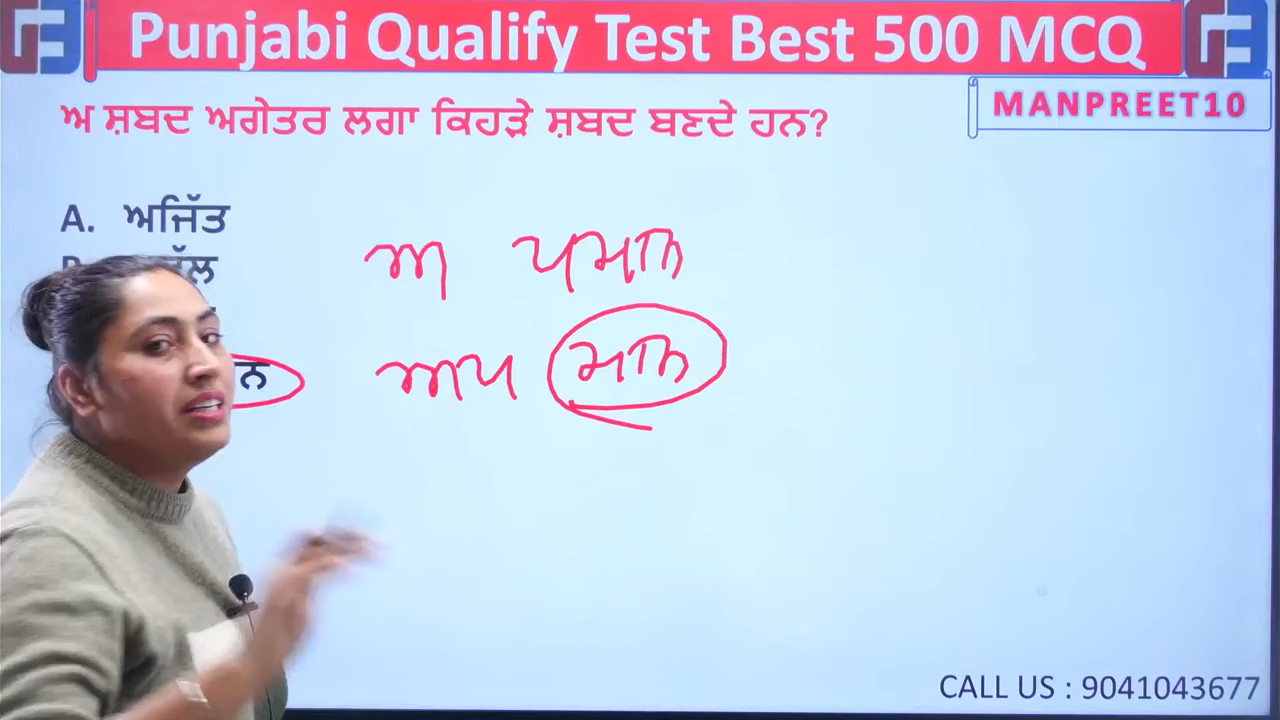 Punjabi Qualify Test Best 500 MCQ
MANPREET10
ਅ ਸ਼ਬਦ ਅਗੇਤਰ ਲਗਾ ਕਿਹੜੇ ਸ਼ਬਦ ਬਣਦੇ ਹਨ?
A. ਅਜਿੱਤ
ਅ ਪਮਾਨ
ਅਪ ਮਾਨ
CALL US : 9041043677